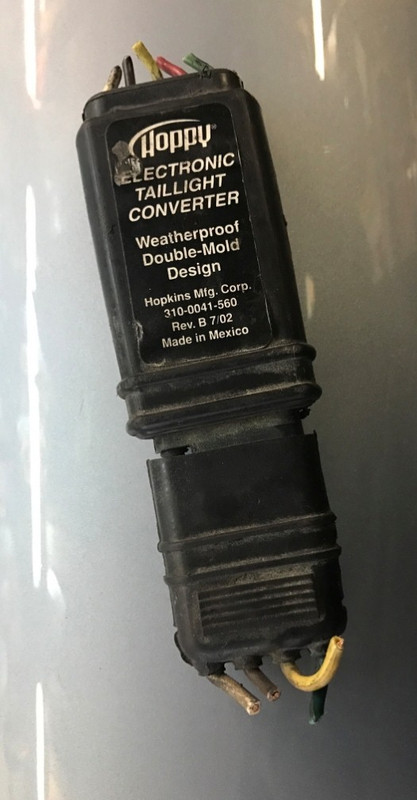 Hoppy®
ELECTRONIC
TAILLIGHT
CONVERTER
Weatherproof
Double-Mold
Design
Hopkins Mfg. Corp.
310-0041-560
Rev. B 7/02
Made in Mexico